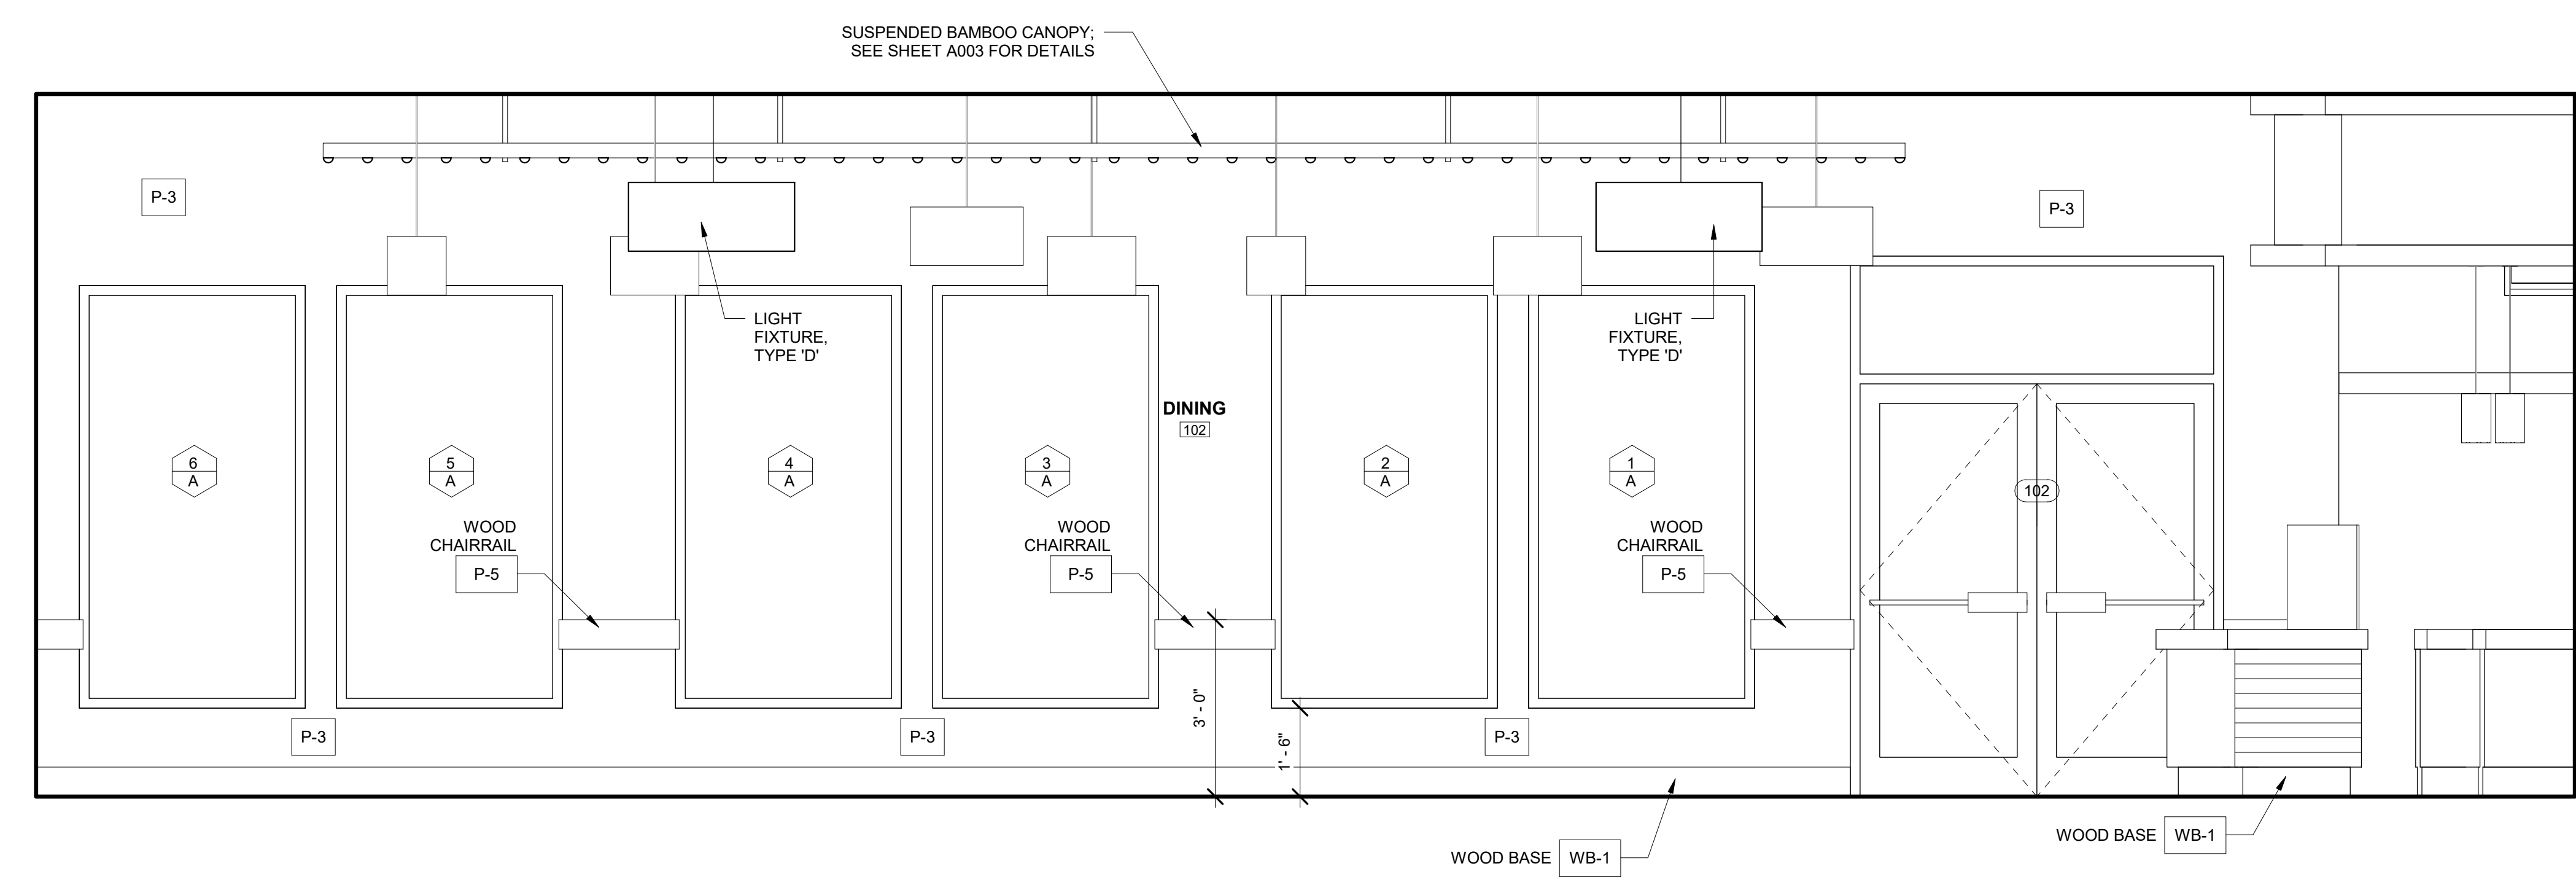 SUSPENDED BAMBOO CANOPY;
SEE SHEET A003 FOR DETAILS
P-3
P-3
LIGHT
FIXTURE,
TYPE 'D'
LIGHT
FIXTURE,
TYPE 'D'
DINING
102
6
A
5
A
4
A
3
A
2
A
1
A
102
WOOD
CHAIRRAIL
P-5
WOOD
CHAIRRAIL
P-5
WOOD
CHAIRRAIL
P-5
3' - 0"
1' - 6"
P-3
P-3
P-3
WOOD BASE WB-1
WOOD BASE WB-1